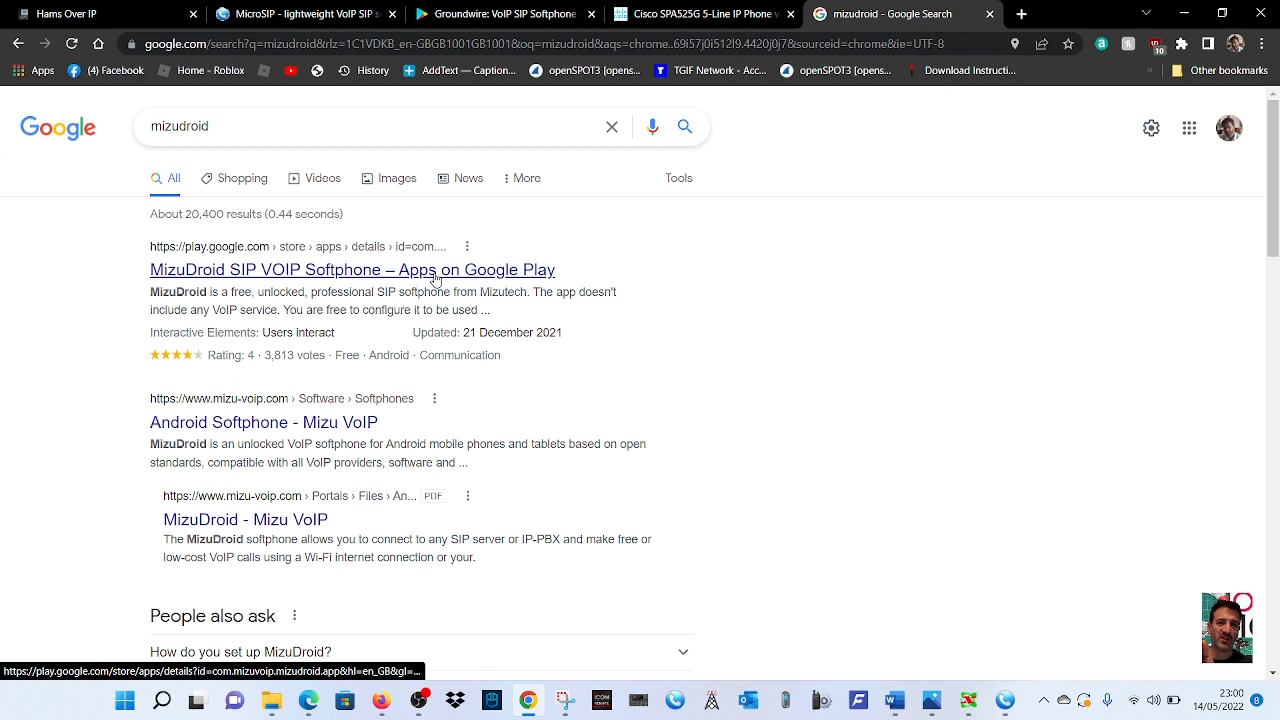 Hams Over IP
MicroSIP - lightweight VoIP SIP s
Groundwire: VoIP SIP Softphone
Cisco SPA525G 5-Line IP Phone v
mizudroid - Google Search
google.com/search?q=mizudroid&rlz=1C1VDKB_en-GBGB1001GB1001&oq=mizudroid&aqs=chrome..69i57j0i512l9.4420j0j7&sourceid=chrome&ie=UTF-8
10
Apps
(4) Facebook
Home - Roblox
History
AddText — Caption...
openSPOT3 [opens...
TGIF Network - Acc...
openSPOT3 [opens...
Download Instructi...
»
Other bookmarks
Google
mizudroid
All
Shopping
Videos
Images
News
More
Tools
About 20,400 results (0.44 seconds)
https://play.google.com › store › apps › details › id=com....
MizuDroid SIP VOIP Softphone – Apps on Google Play
MizuDroid is a free, unlocked, professional SIP softphone from Mizutech. The app doesn't
include any VoIP service. You are free to configure it to be used ...
Interactive Elements: Users interact
Updated: 21 December 2021
Rating: 4 · 3,813 votes · Free · Android · Communication
https://www.mizu-voip.com › Software › Softphones
Android Softphone - Mizu VoIP
MizuDroid is an unlocked VoIP softphone for Android mobile phones and tablets based on open
standards, compatible with all VoIP providers, software and ...
https://www.mizu-voip.com › Portals › Files › An... PDF
MizuDroid - Mizu VoIP
The MizuDroid softphone allows you to connect to any SIP server or IP-PBX and make free or
low-cost VoIP calls using a Wi-Fi internet connection or your.
People also ask
How do you set up MizuDroid?
https://play.google.com/store/apps/details?id=com.mizuvoip.mizudroid.app&hl=en_GB&gl=...
23:00
14/05/2022
8